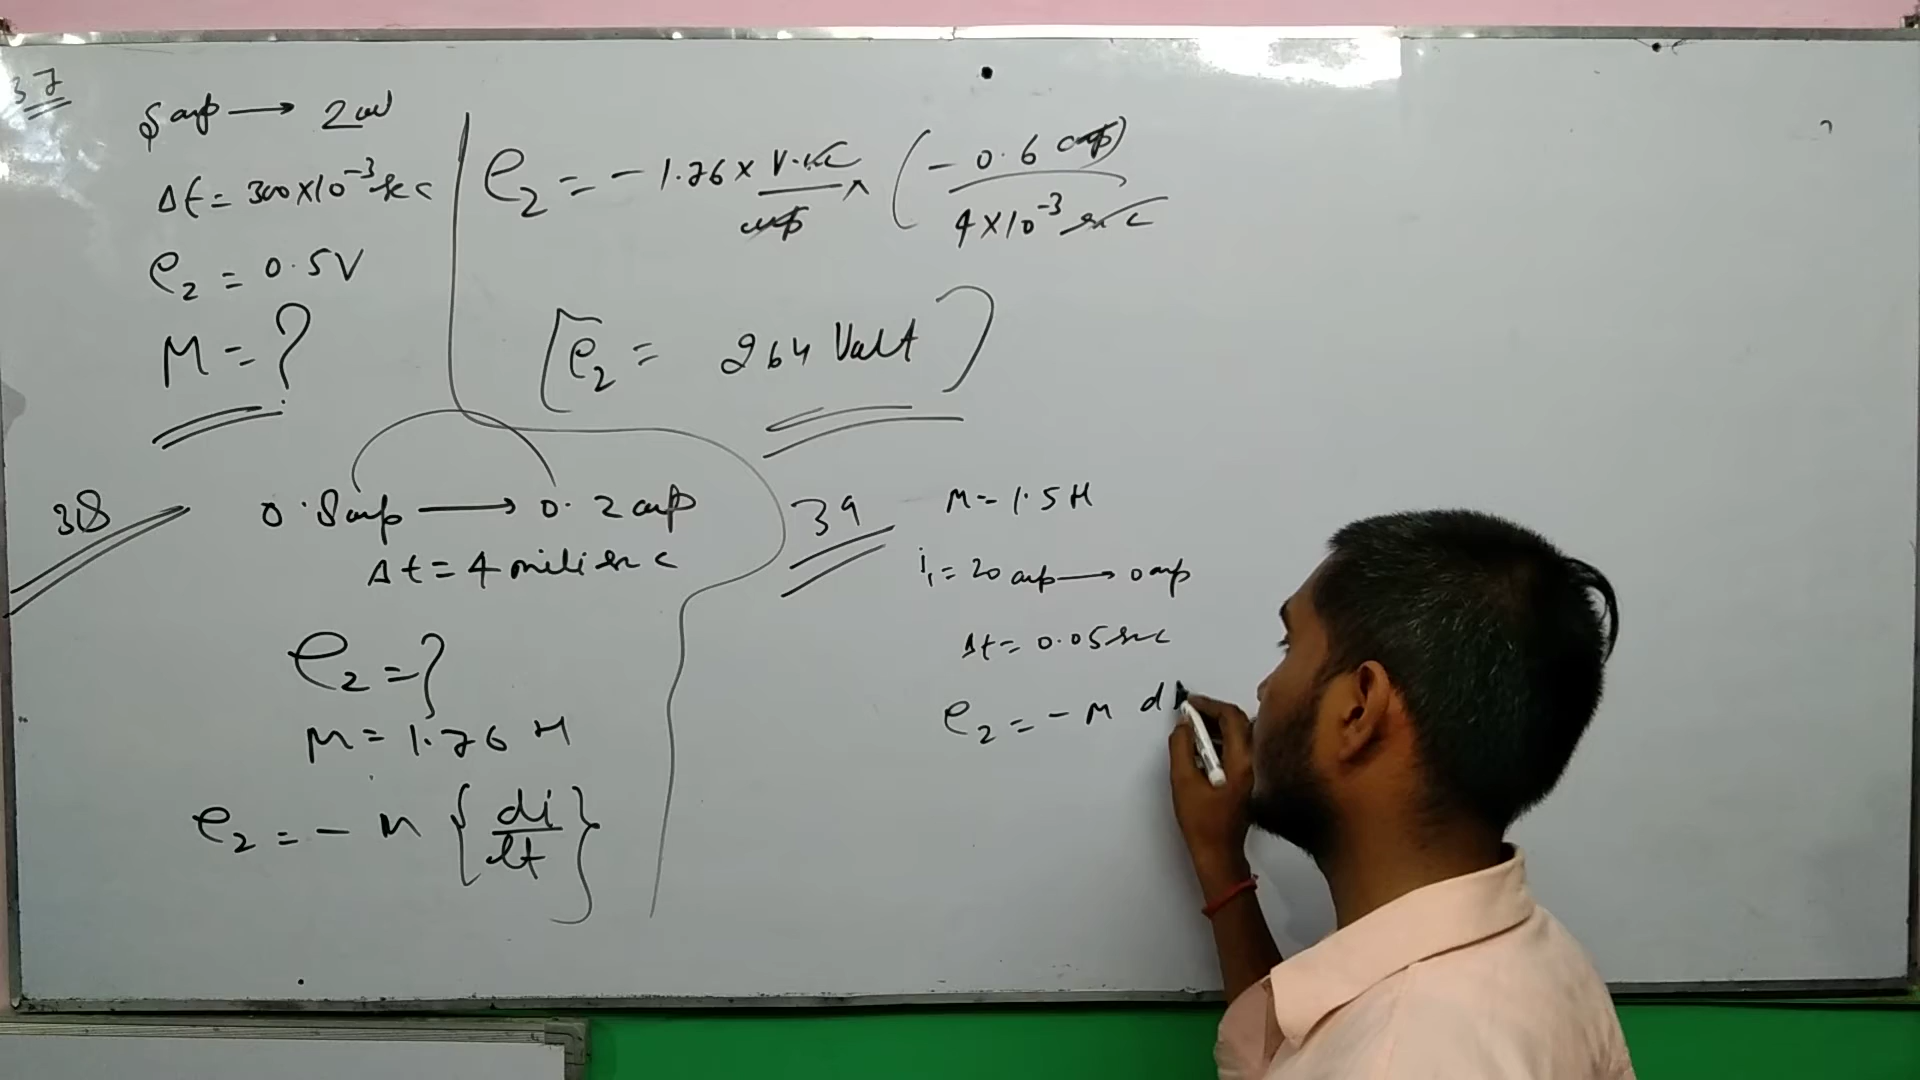 37
5 amp → 2 amp
Δt = 300×10⁻³ sec
e₂ = 0.5V
M = ?
e₂ = - 1.76 × V·sec/amp × (- 0.6 amp / 4×10⁻³ sec)
[e₂ = 264 Volt]
38
0.8 amp → 0.2 amp
Δt = 4 mili sec
e₂ = ?
M = 1.76 H
e₂ = - M {di/dt}
39
M = 1.5 H
i₁ = 20 amp → 0 amp
Δt = 0.05 sec
e₂ = - M d